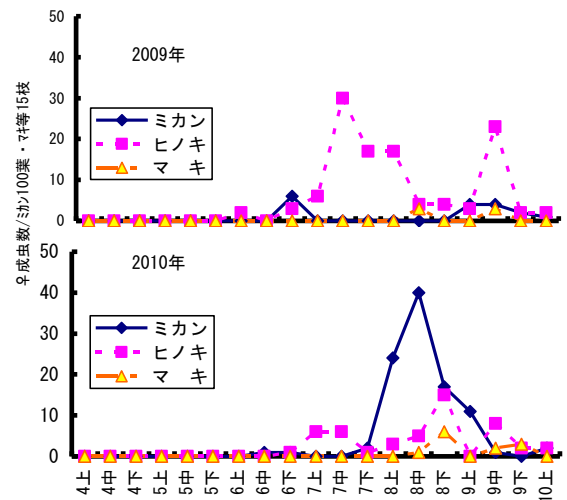 ♀成虫数/ミカン100葉・マキ等15枝
50
40
30
20
10
0
2009年
ミカン
ヒノキ
マ キ
50
40
30
20
10
0
2010年
ミカン
ヒノキ
マ キ
4上 4中 4下 5上 5中 5下 6上 6中 6下 7上 7中 7下 8上 8中 8下 9上 9中 9下 10上